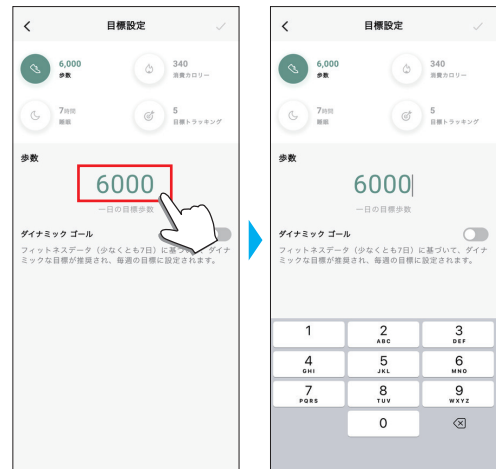 目標設定
6,000
歩数
340
消費カロリー
7時間
睡眠
5
目標トラッキング
歩数
6000
一日の目標歩数
ダイナミック ゴール
フィットネスデータ（少なくとも7日）に基づ ダイナ
ミックな目標が推奨され、毎週の目標に設定されます。
目標設定
6,000
歩数
340
消費カロリー
7時間
睡眠
5
目標トラッキング
歩数
6000
一日の目標歩数
ダイナミック ゴール
フィットネスデータ（少なくとも7日）に基づいて、ダイナ
ミックな目標が推奨され、毎週の目標に設定されます。
1 2 3
ABC DEF
4 5 6
GHI JKL MNO
7 8 9
PQRS TUV WXYZ
0